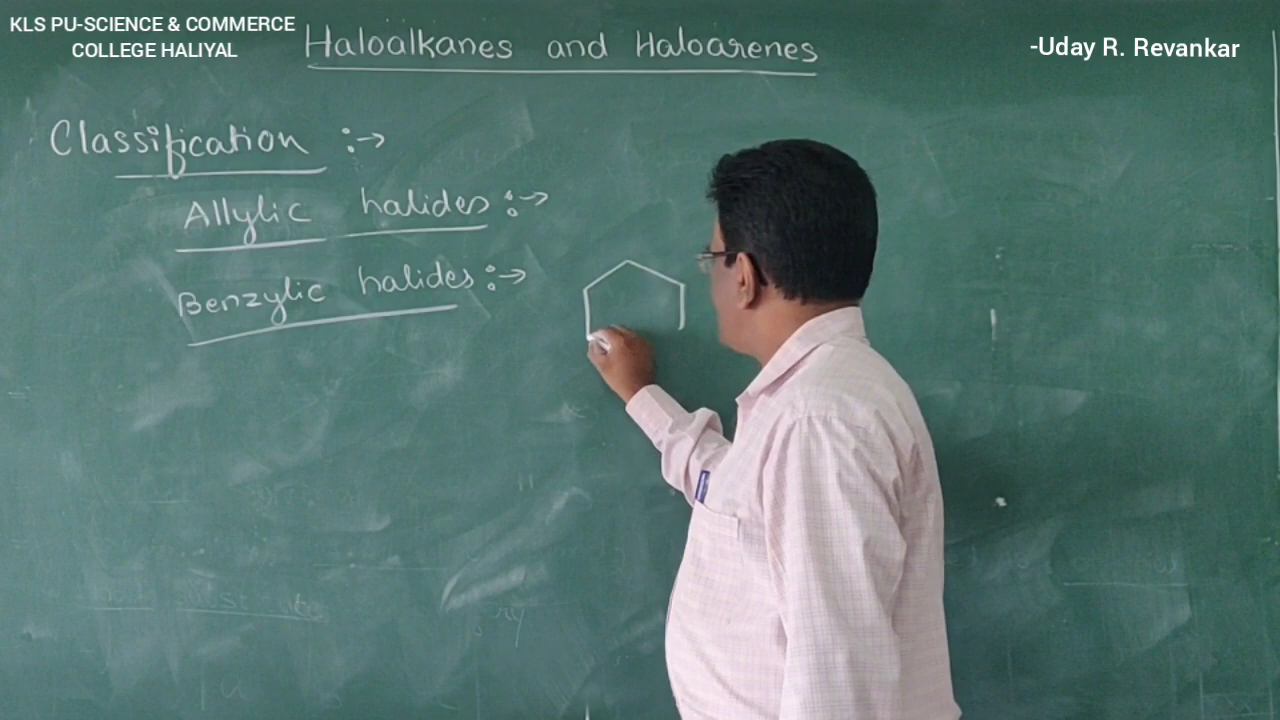 KLS PU-SCIENCE & COMMERCE
COLLEGE HALIYAL
-Uday R. Revankar
Haloalkanes and Haloarenes
Classification :→
Allylic halides :→
Benzylic halides :→